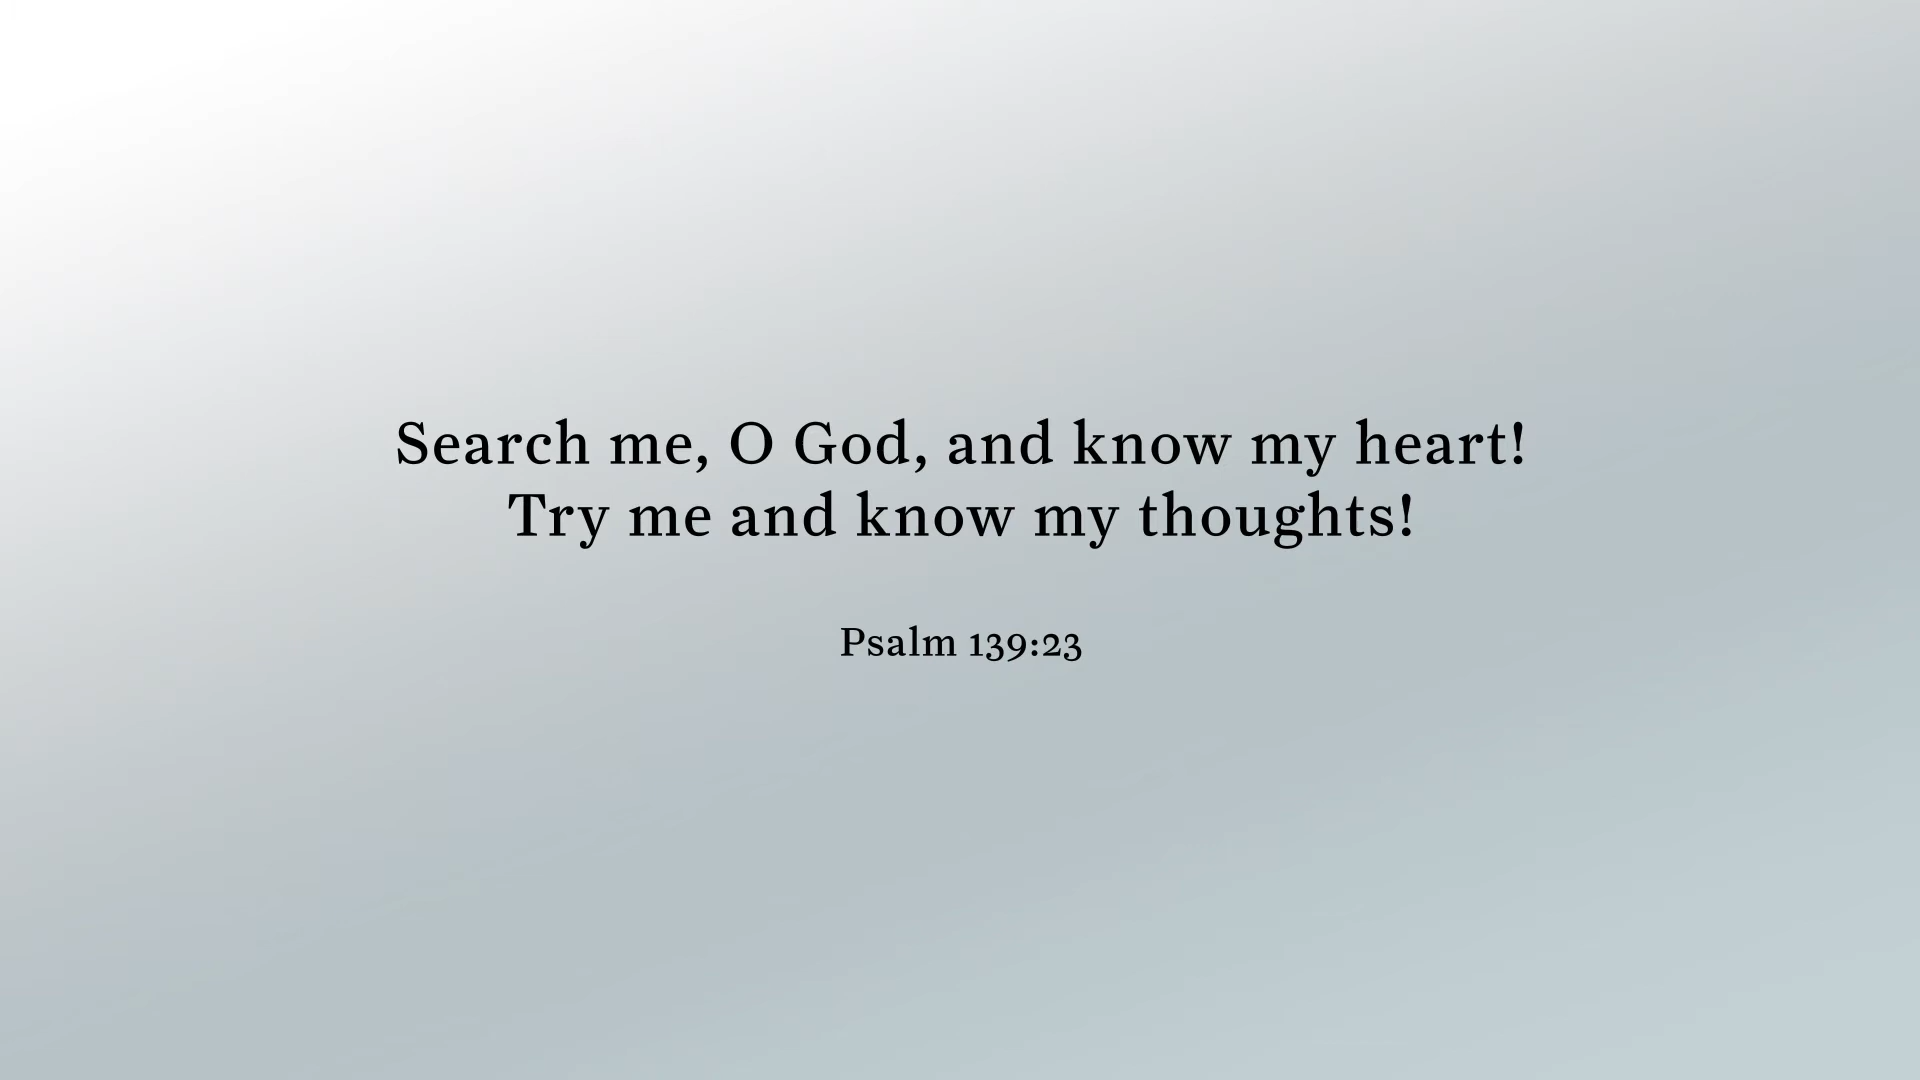 Search me, O God, and know my heart!
Try me and know my thoughts!
Psalm 139:23